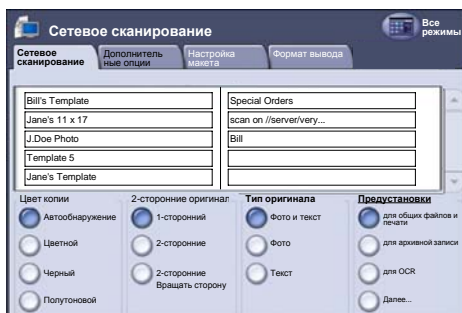 Сетевое сканирование
Все режимы
Сетевое сканирование
Дополнитель ные опции
Настройка макета
Формат вывода
Bill's Template
Jane's 11 x 17
J.Doe Photo
Template 5
Jane's Template
Special Orders
scan on //server/very...
Bill
Цвет копии
Автообнаружение
Цветной
Черный
Полутоновой
2-сторонние оригинал
1-сторонний
2-сторонние
2-сторонние
Вращать сторону
Тип оригинала
Фото и текст
Фото
Текст
Предустановки
для общих файлов и
печати
для архивной записи
для OCR
Далее...